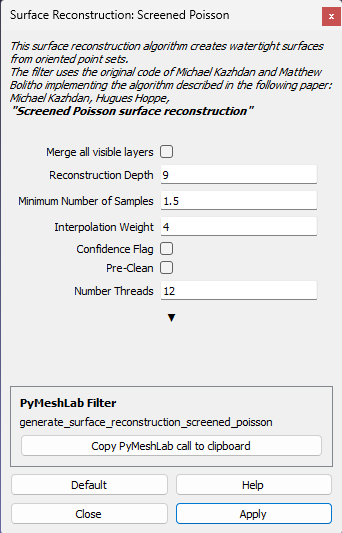 Surface Reconstruction: Screened Poisson
x
This surface reconstruction algorithm creates watertight surfaces
from oriented point sets.
The filter uses the original code of Michael Kazhdan and Matthew
Bolitho implementing the algorithm described in the following paper:
Michael Kazhdan, Hugues Hoppe,
"Screened Poisson surface reconstruction"
Merge all visible layers
Reconstruction Depth 9
Minimum Number of Samples 1.5
Interpolation Weight 4
Confidence Flag
Pre-Clean
Number Threads 12
PyMeshLab Filter
generate_surface_reconstruction_screened_poisson
Copy PyMeshLab call to clipboard
Default Help
Close Apply